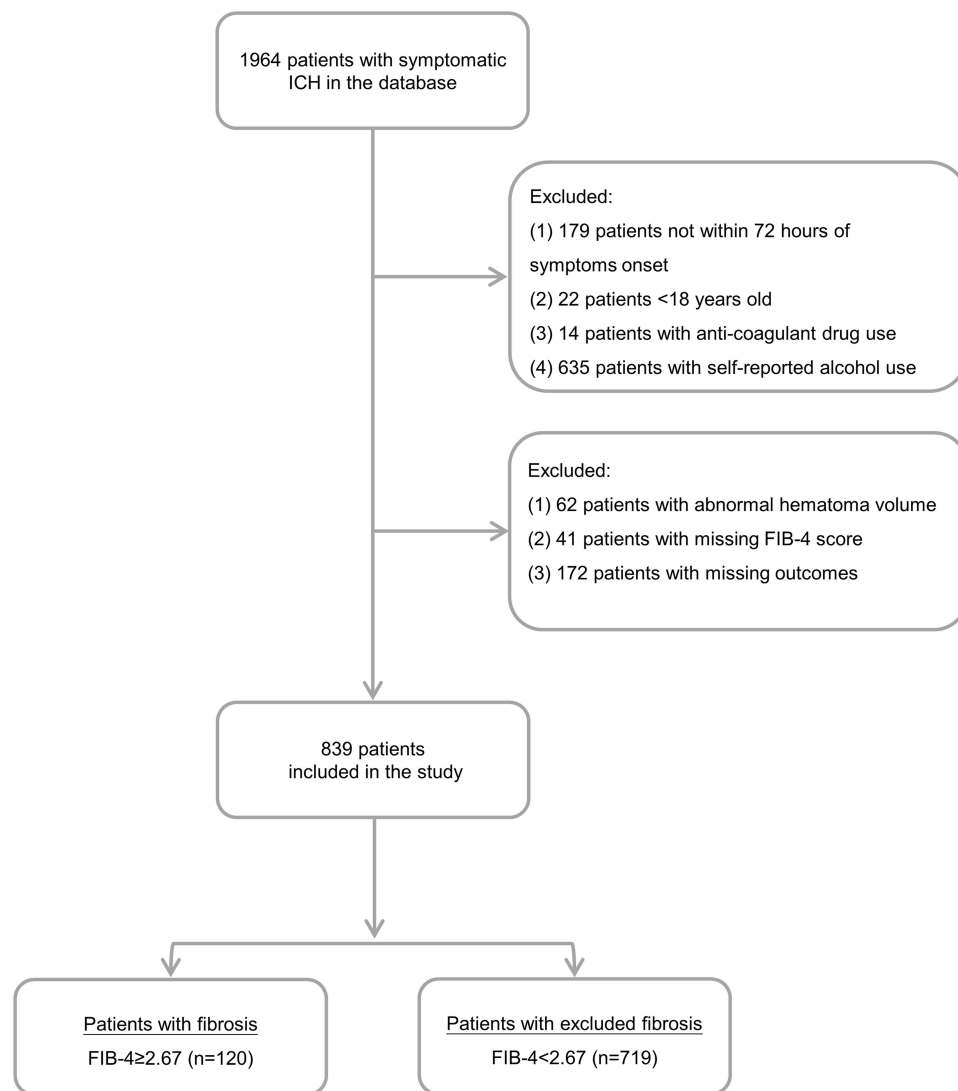 1964 patients with symptomatic
ICH in the database
Excluded:
(1) 179 patients not within 72 hours of
symptoms onset
(2) 22 patients <18 years old
(3) 14 patients with anti-coagulant drug use
(4) 635 patients with self-reported alcohol use
Excluded:
(1) 62 patients with abnormal hematoma volume
(2) 41 patients with missing FIB-4 score
(3) 172 patients with missing outcomes
839 patients
included in the study
Patients with fibrosis
FIB-4≥2.67 (n=120)
Patients with excluded fibrosis
FIB-4<2.67 (n=719)